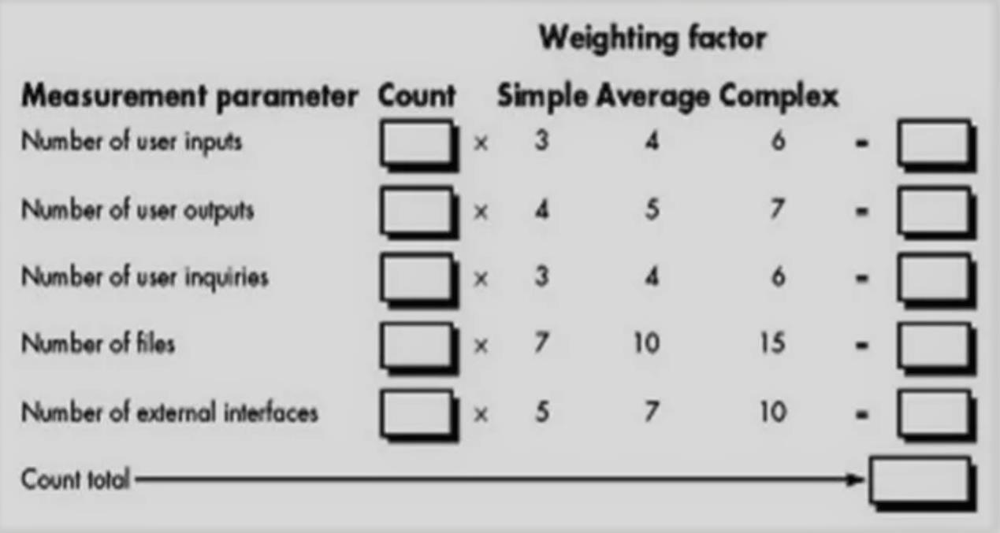 Weighting factor
Measurement parameter Count Simple Average Complex
Number of user inputs × 3 4 6 =
Number of user outputs × 4 5 7 =
Number of user inquiries × 3 4 6 =
Number of files × 7 10 15 =
Number of external interfaces × 5 7 10 =
Count total